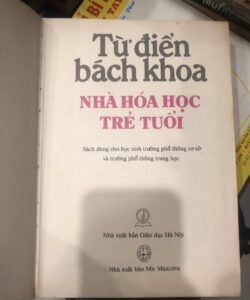 Từ điển
bách khoa
NHÀ HÓA HỌC
TRẺ TUỔI
Sách dùng cho học sinh trường phổ thông cơ sở
và trường phổ thông trung học
Nhà xuất bản Giáo dục Hà Nội
Nhà xuất bản Mir Matxcơva